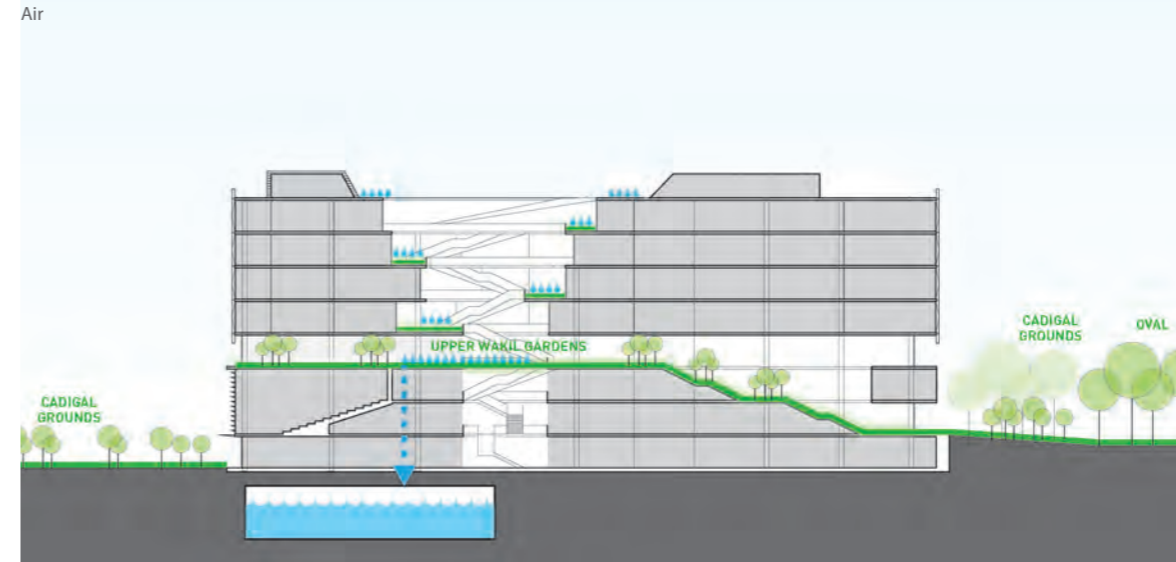 Air
UPPER WAKIL GARDENS
CADIGAL
GROUNDS
OVAL
CADIGAL
GROUNDS